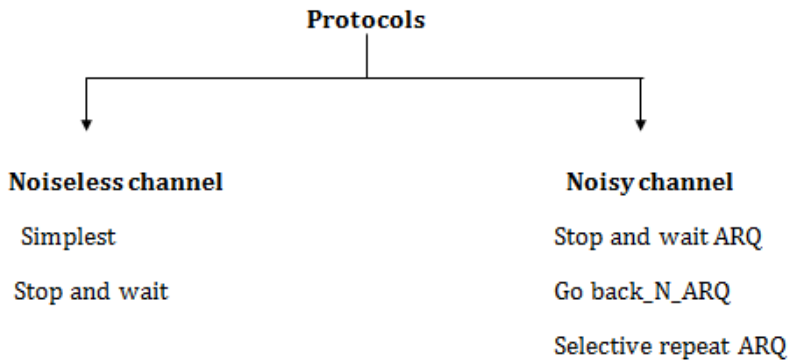 Protocols
Noiseless channel
Simplest
Stop and wait
Noisy channel
Stop and wait ARQ
Go back_N_ARQ
Selective repeat ARQ